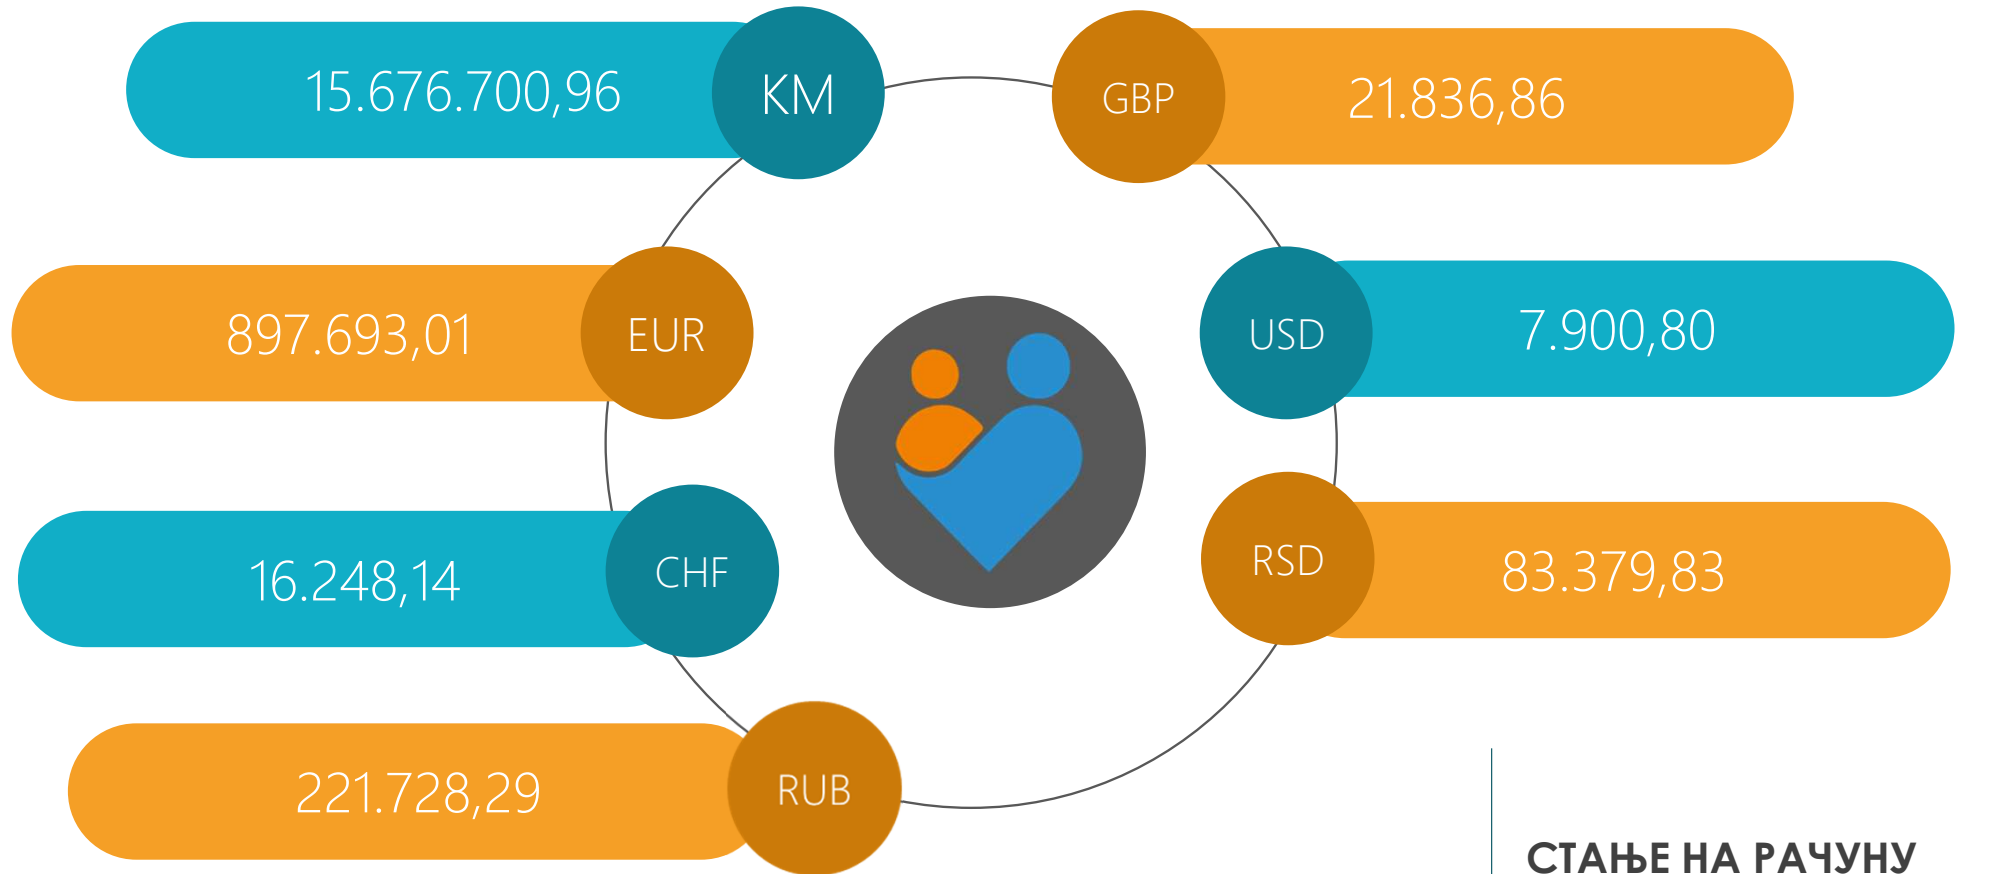 15.676.700,96 KM
GBP 21.836,86
897.693,01 EUR
USD 7.900,80
16.248,14 CHF
RSD 83.379,83
221.728,29 RUB
СТАЊЕ НА РАЧУНУ